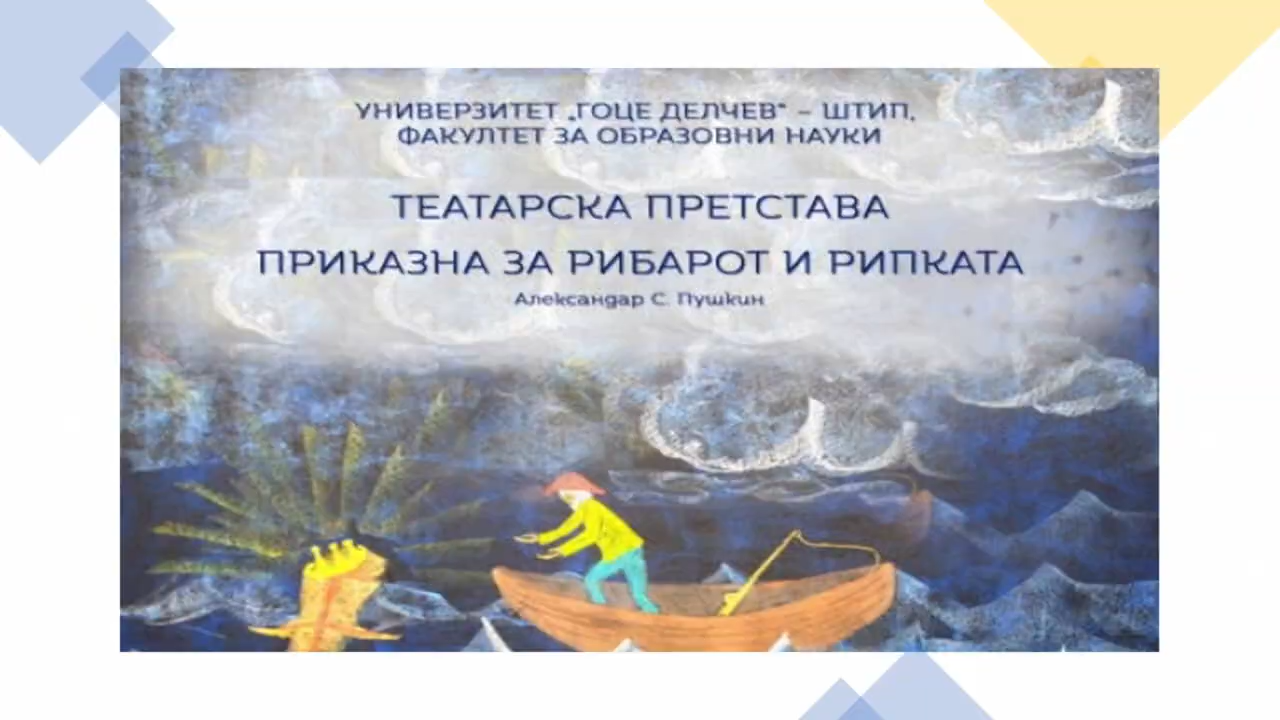 УНИВЕРЗИТЕТ „ГОЦЕ ДЕЛЧЕВ“ – ШТИП,
ФАКУЛТЕТ ЗА ОБРАЗОВНИ НАУКИ
ТЕАТАРСКА ПРЕТСТАВА
ПРИКАЗНА ЗА РИБАРОТ И РИПКАТА
Александар С. Пушкин